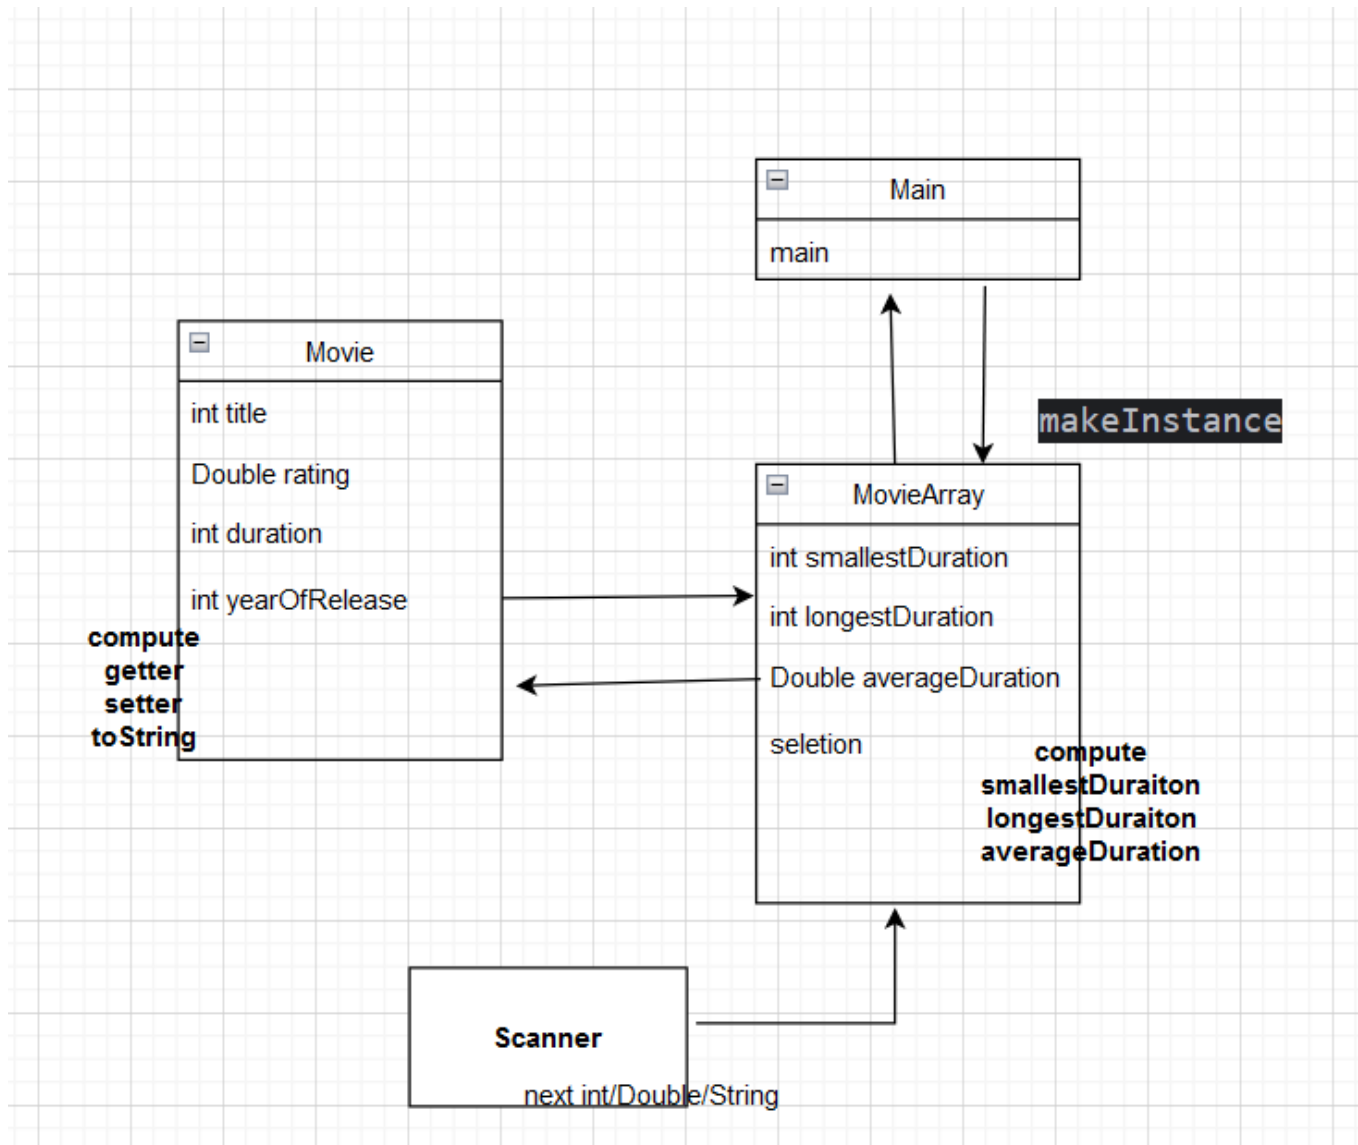 Main
main
makeInstance
Movie
int title
Double rating
int duration
int yearOfRelease
compute
getter
setter
toString
MovieArray
int smallestDuration
int longestDuration
Double averageDuration
seletion
compute
smallestDuraiton
longestDuraiton
averageDuration
Scanner
next int/Double/String